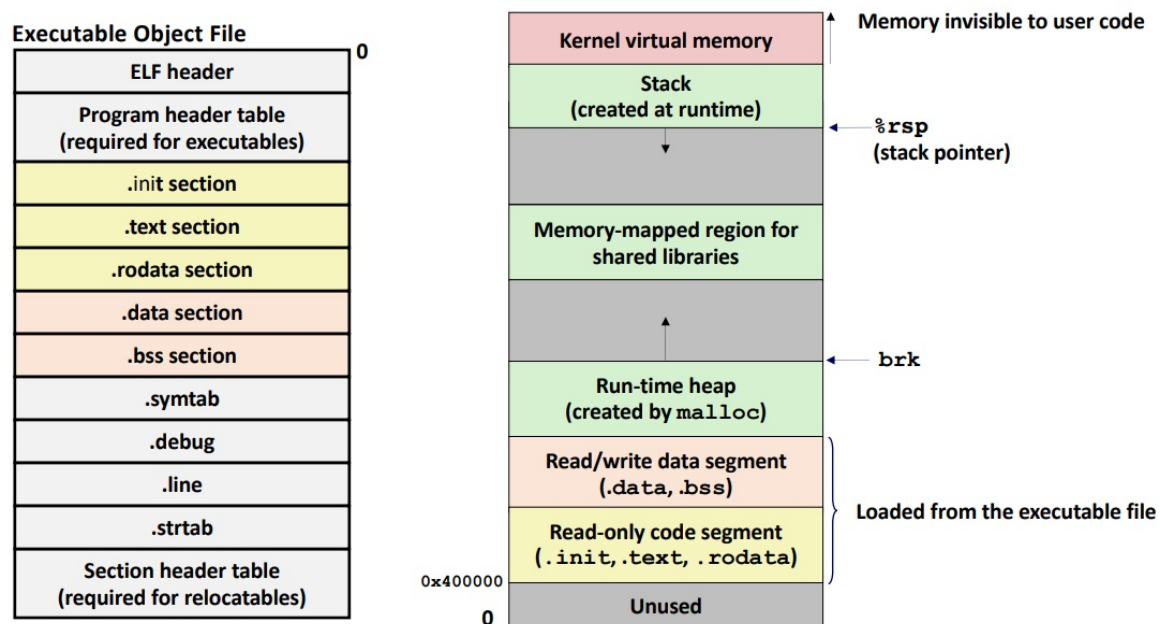 Executable Object File
0
ELF header
Program header table
(required for executables)
.init section
.text section
.rodata section
.data section
.bss section
.symtab
.debug
.line
.strtab
Section header table
(required for relocatables)
Kernel virtual memory
Memory invisible to user code
Stack
(created at runtime)
%rsp
(stack pointer)
Memory-mapped region for
shared libraries
brk
Run-time heap
(created by malloc)
Read/write data segment
(.data, .bss)
Loaded from the executable file
Read-only code segment
(.init, .text, .rodata)
0x400000
Unused
0